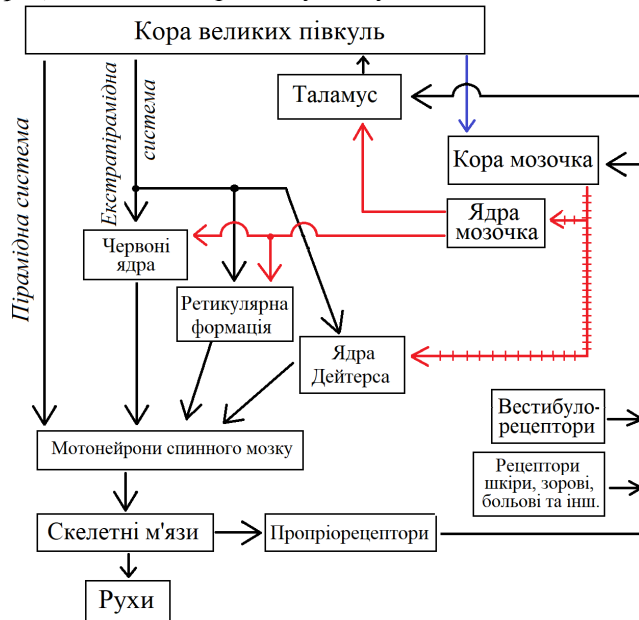 Кора великих півкуль
Таламус
Пірамідна система
Екстрапірамідна
система
Кора мозочка
Ядра
мозочка
Червоні
ядра
Ретикулярна
формація
Ядра
Дейтерса
Вестибуло-
рецептори
Мотонейрони спинного мозку
Рецептори
шкіри, зорові,
больові та інш.
Скелетні м'язи
Пропріорецептори
Рухи